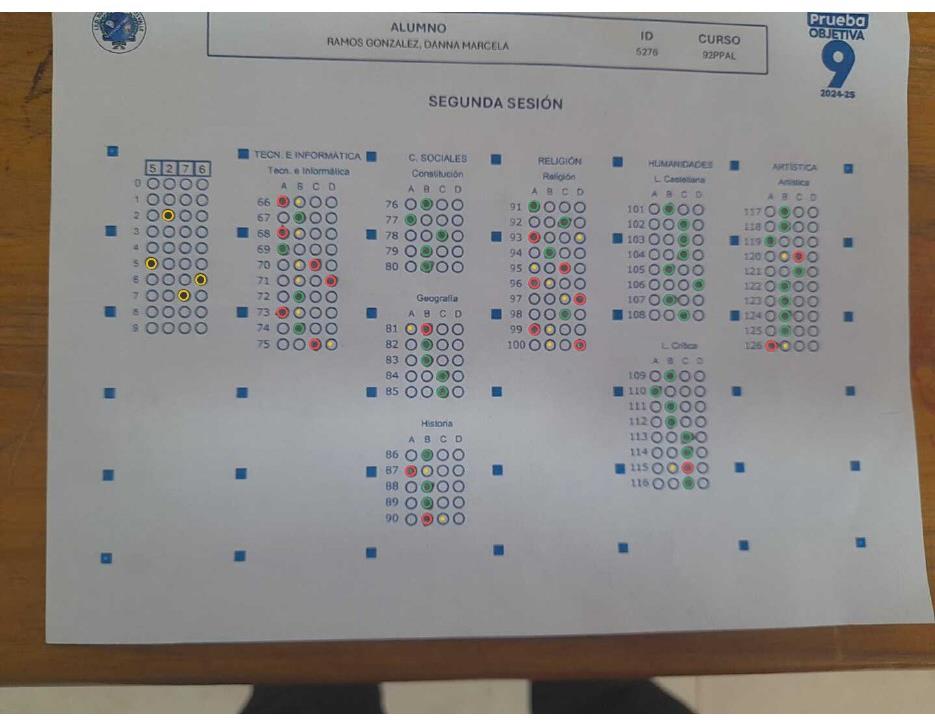 ALUMNO
RAMOS GONZALEZ, DANNA MARCELA
ID
5276
CURSO
92PPAL
Prueba
OBJETIVA
9
2024-25
SEGUNDA SESIÓN
5 2 7 6
0
1
2
3
4
5
6
7
8
9
TECN. E INFORMÁTICA
Tecn. e Informática
A B C D
66
67
68
69
70
71
72
73
74
75
C. SOCIALES
Constitución
A B C D
76
77
78
79
80
Geografía
A B C D
81
82
83
84
85
Historia
A B C D
86
87
88
89
90
RELIGIÓN
Religión
A B C D
91
92
93
94
95
96
97
98
99
100
HUMANIDADES
L. Castellana
A B C D
101
102
103
104
105
106
107
108
L. Crítica
A B C D
109
110
111
112
113
114
115
116
ARTÍSTICA
Artística
A B C D
117
118
119
120
121
122
123
124
125
126